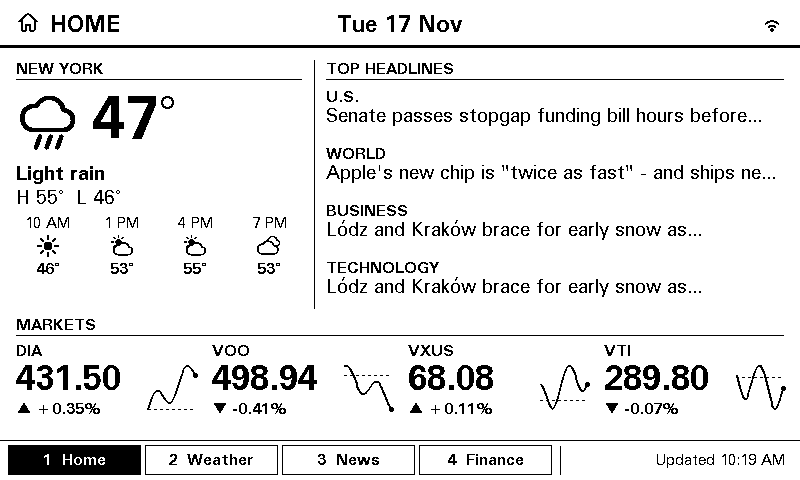 HOME
Tue 17 Nov
NEW YORK
47°
Light rain
H 55° L 46°
10 AM 1 PM 4 PM 7 PM
46° 53° 55° 53°
TOP HEADLINES
U.S.
Senate passes stopgap funding bill hours before...
WORLD
Apple's new chip is "twice as fast" - and ships ne...
BUSINESS
Lódz and Kraków brace for early snow as...
TECHNOLOGY
Lódz and Kraków brace for early snow as...
MARKETS
DIA
431.50
▲ +0.35%
VOO
498.94
▼ -0.41%
VXUS
68.08
▲ +0.11%
VTI
289.80
▼ -0.07%
1 Home
2 Weather
3 News
4 Finance
Updated 10:19 AM